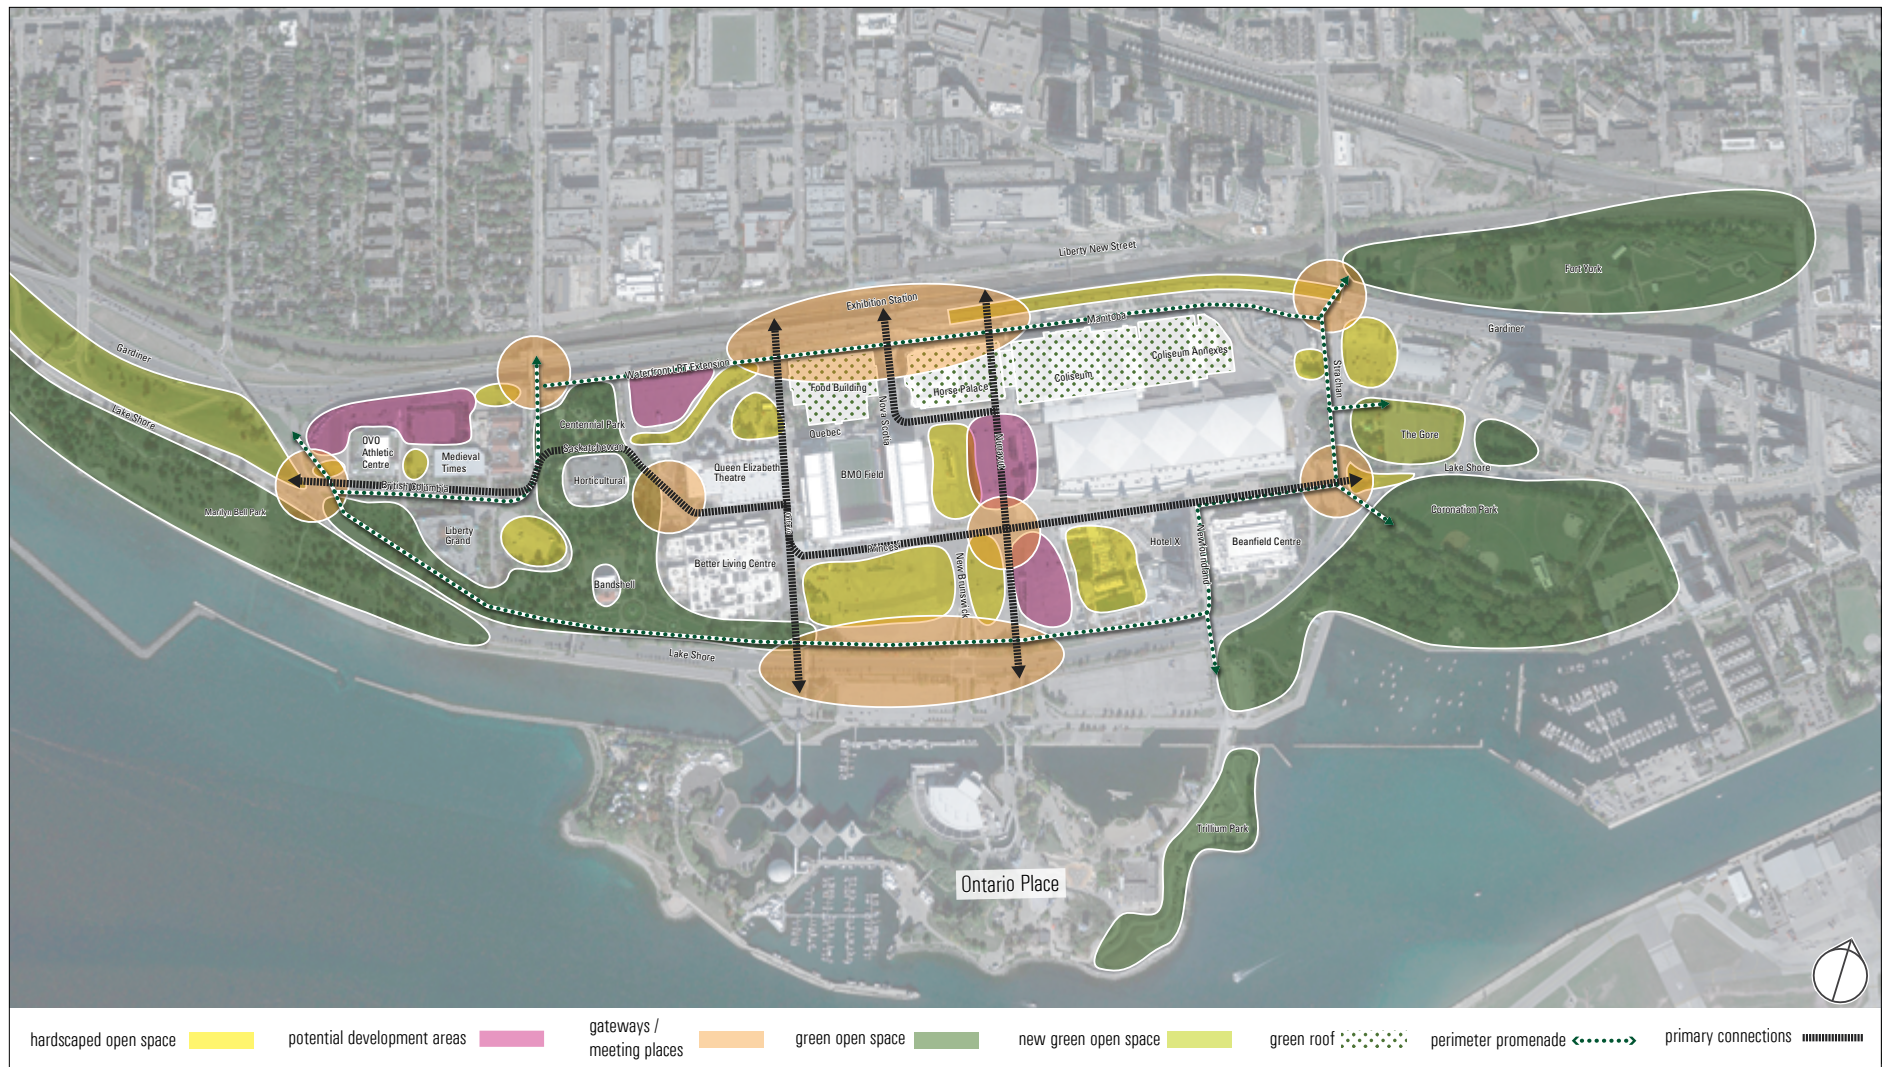 Liberty New Street
Fort York
Exhibition Station
Manitoba
Gardiner
Gardiner
Waterfront LRT Extension
Coliseum Annexes
Coliseum
Strachan
Food Building
Horse Palace
Nova Scotia
Lake Shore
Centennial Park
Quebec
The Gore
OVO
Athletic
Centre
Medieval
Times
Saskatchewan
Queen Elizabeth
Theatre
BMO Field
Lake Shore
Horticultural
British Columbia
Marilyn Bell Park
Coronation Park
Liberty
Grand
Princes'
Hotel X
Beanfield Centre
Newfoundland
Better Living Centre
New Brunswick
Bandshell
Lake Shore
Trillium Park
Ontario Place
hardscaped open space
potential development areas
gateways /
meeting places
green open space
new green open space
green roof
perimeter promenade
primary connections